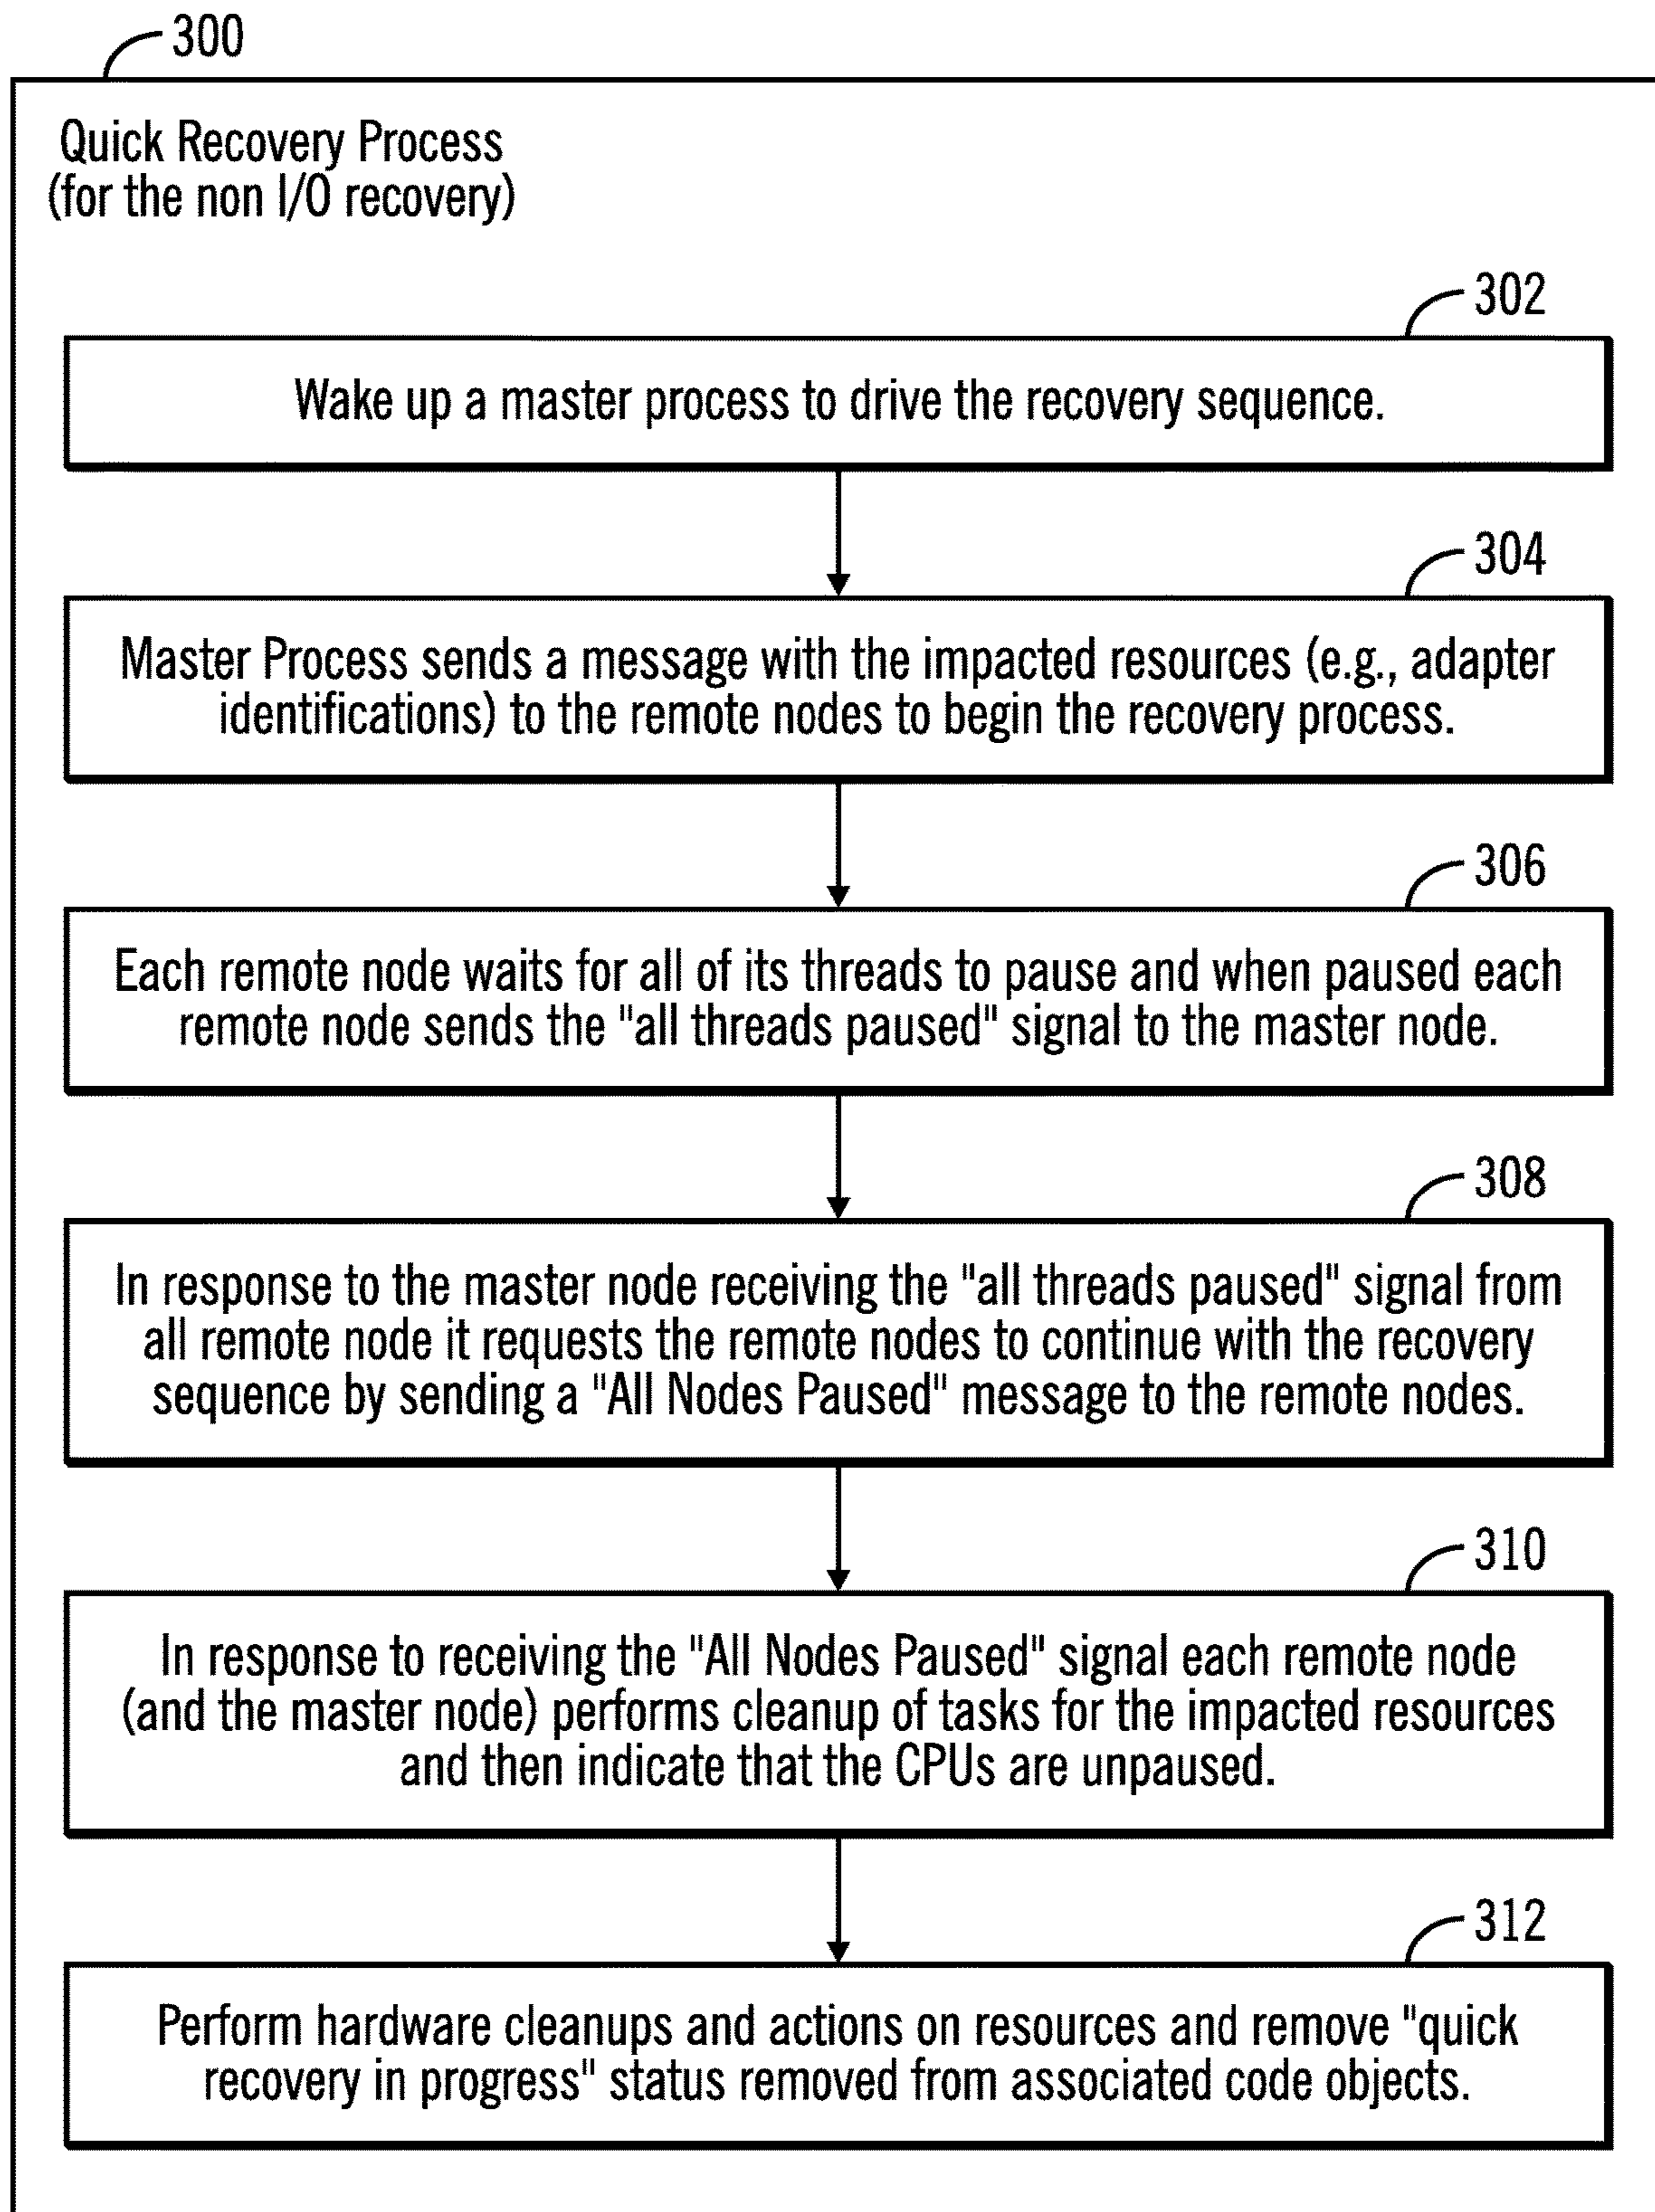 300
Quick Recovery Process
(for the non I/O recovery)
302
Wake up a master process to drive the recovery sequence.
304
Master Process sends a message with the impacted resources (e.g., adapter
identifications) to the remote nodes to begin the recovery process.
306
Each remote node waits for all of its threads to pause and when paused each
remote node sends the "all threads paused" signal to the master node.
308
In response to the master node receiving the "all threads paused" signal from
all remote node it requests the remote nodes to continue with the recovery
sequence by sending a "All Nodes Paused" message to the remote nodes.
310
In response to receiving the "All Nodes Paused" signal each remote node
(and the master node) performs cleanup of tasks for the impacted resources
and then indicate that the CPUs are unpaused.
312
Perform hardware cleanups and actions on resources and remove "quick
recovery in progress" status removed from associated code objects.